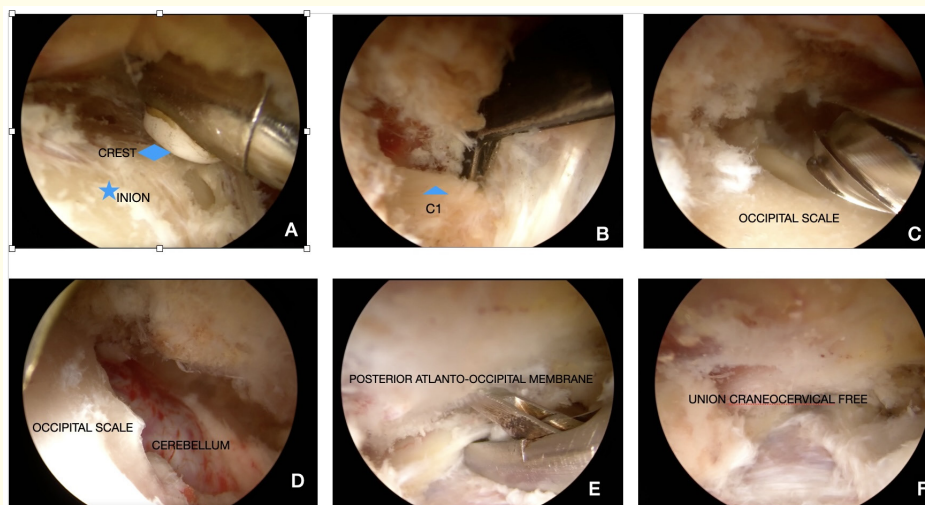 CREST
INION
A
C1
B
OCCIPITAL SCALE
C
OCCIPITAL SCALE
CEREBELLUM
D
POSTERIOR ATLANTO-OCCIPITAL MEMBRANE
E
UNION CRANEOCERVICAL FREE
F